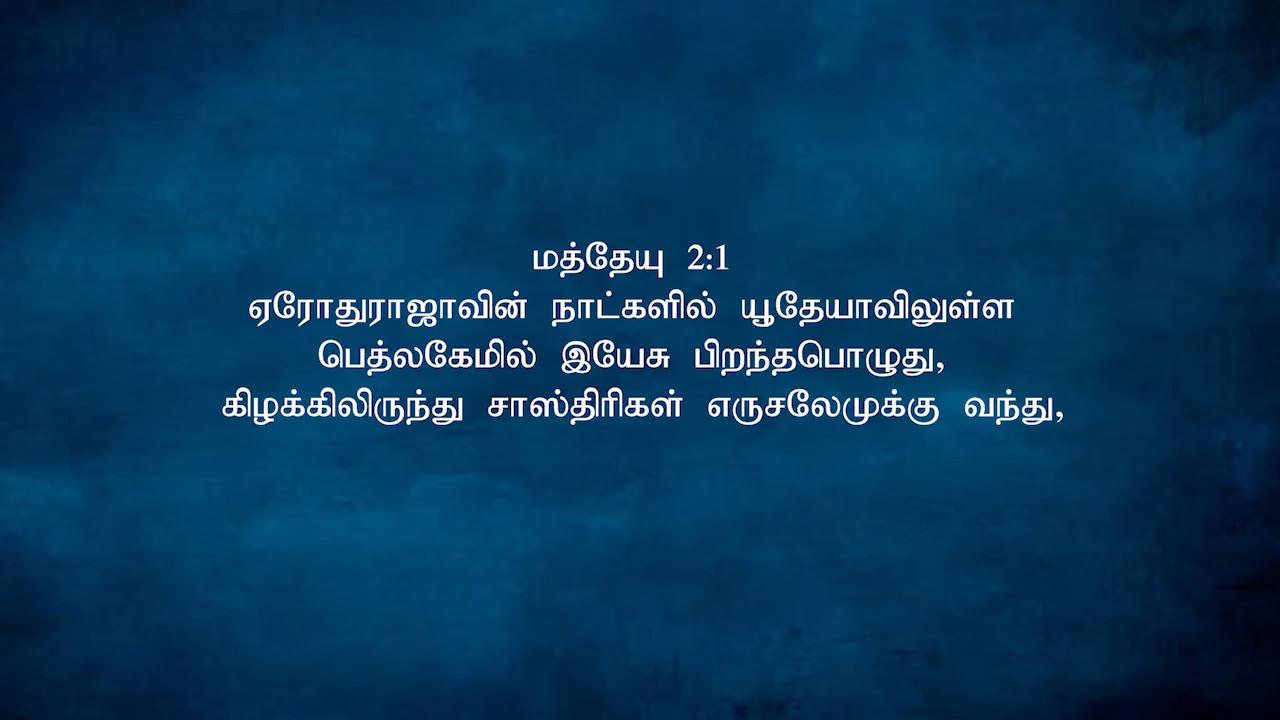 மத்தேயு 2:1
ஏரோதுராஜாவின் நாட்களில் யூதேயாவிலுள்ள
பெத்லகேமில் இயேசு பிறந்தபொழுது,
கிழக்கிலிருந்து சாஸ்திரிகள் எருசலேமுக்கு வந்து,